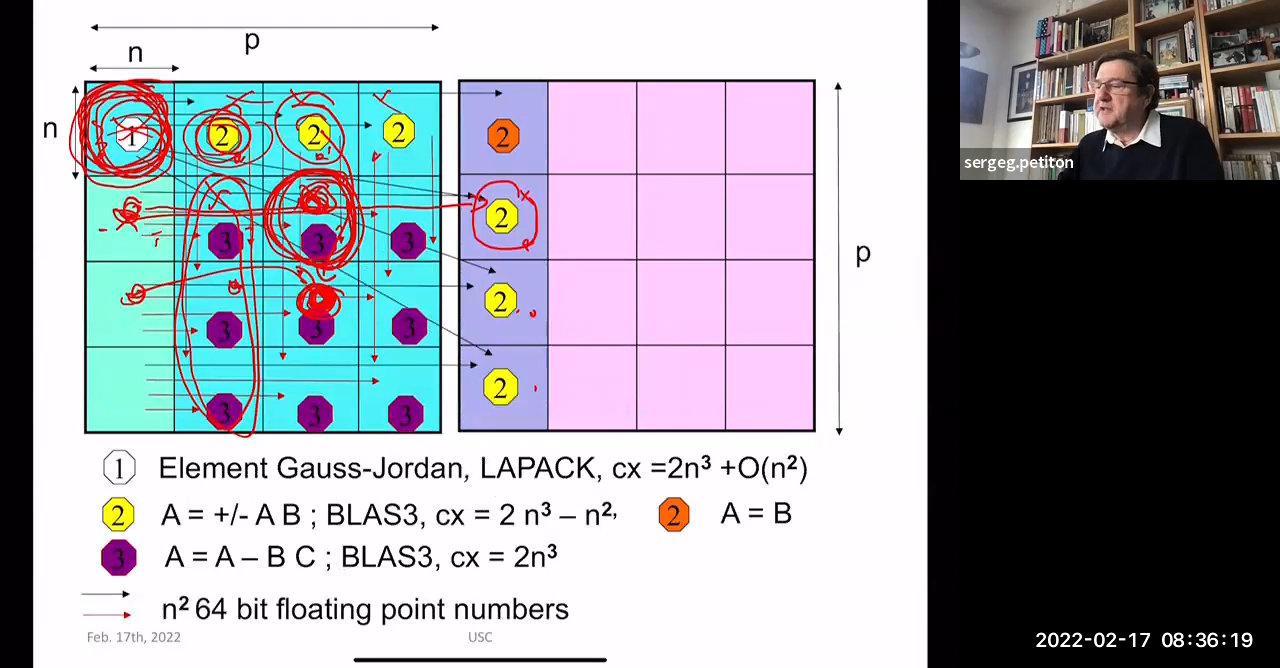 p
n
n
1
2
2
2
2
sergeg.petiton
2
3
3
3
p
2
3
3
3
2
3
3
3
1 Element Gauss-Jordan, LAPACK, cx =2n³ +O(n²)
2 A = +/- A B ; BLAS3, cx = 2 n³ – n², 2 A = B
3 A = A – B C ; BLAS3, cx = 2n³
n² 64 bit floating point numbers
Feb. 17th, 2022 USC
2022-02-17 08:36:19